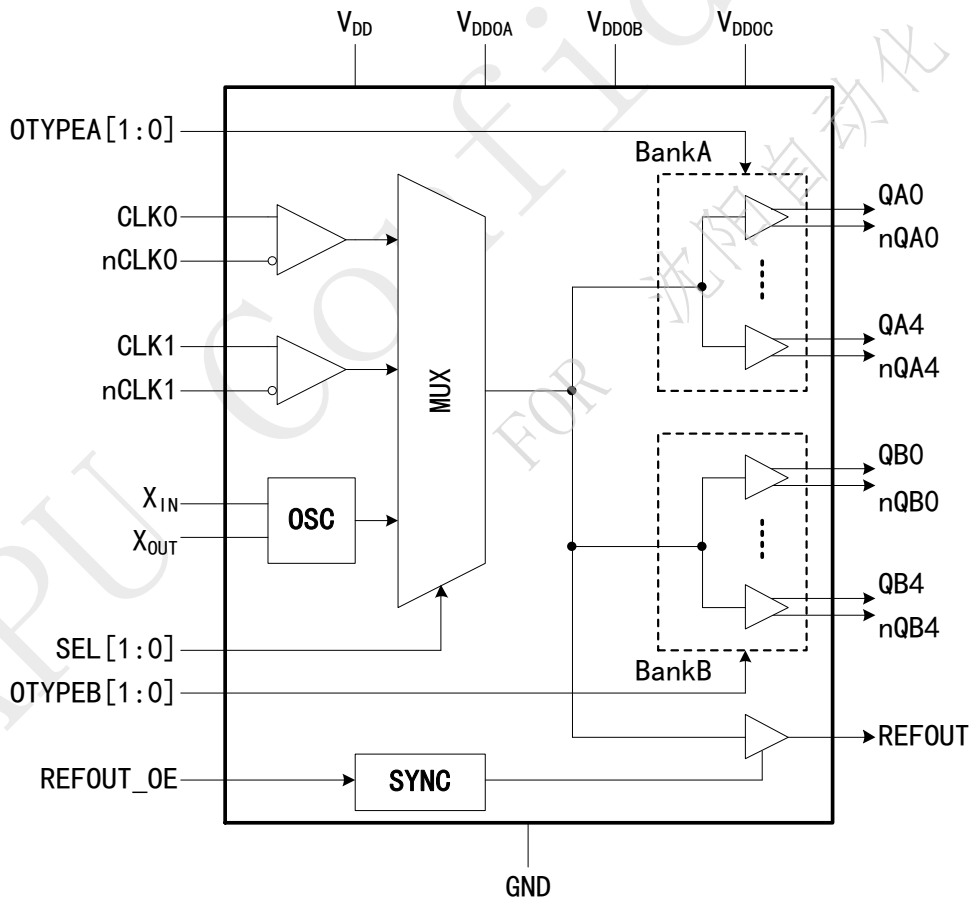 VDD VDDOA VDDOB VDDOC
OTYPEA[1:0]
BankA
CLK0
nCLK0
QA0
nQA0
CLK1
nCLK1
QA4
nQA4
MUX
XIN
XOUT
OSC
QB0
nQB0
QB4
nQB4
SEL[1:0]
OTYPEB[1:0]
BankB
REFOUT
REFOUT_OE
SYNC
GND
FOR 沈阳自动化